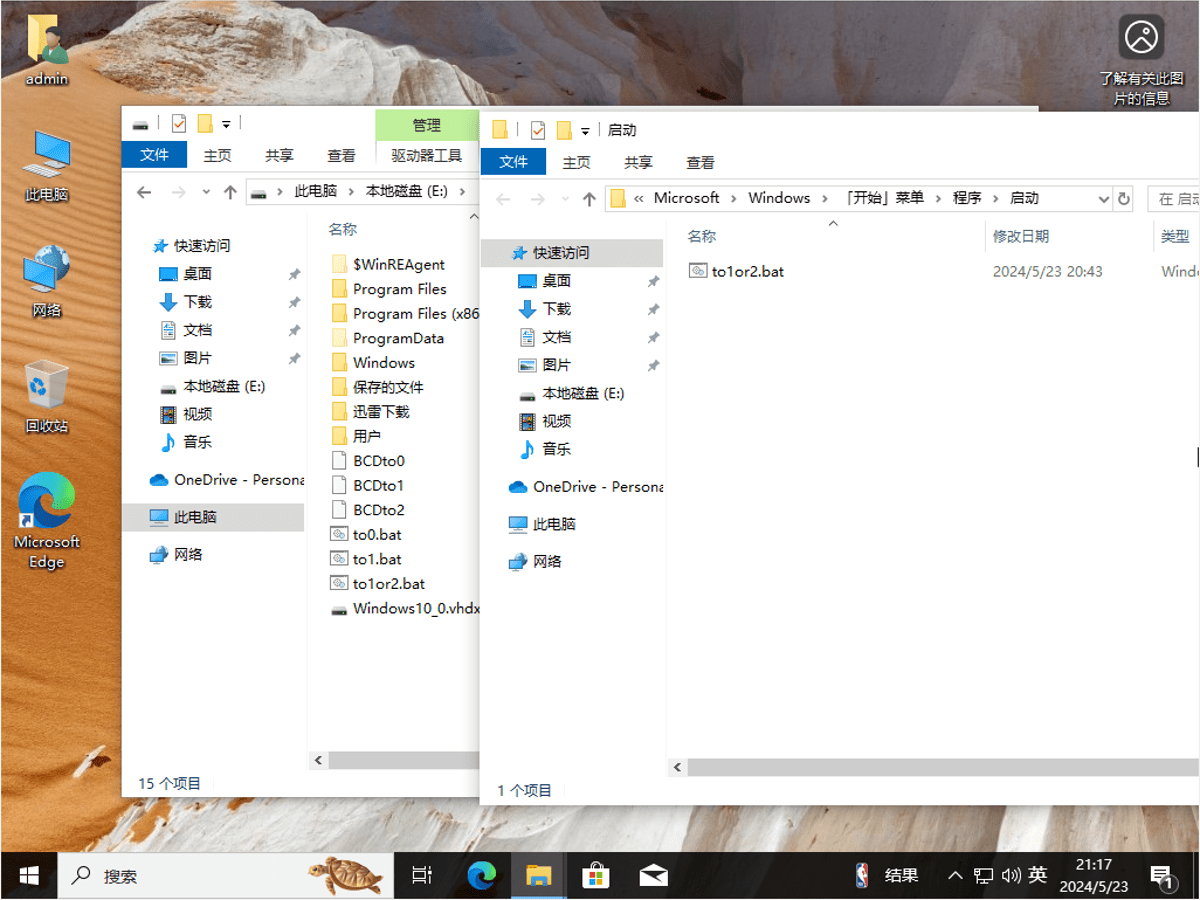 admin
此电脑
网络
回收站
Microsoft
Edge
了解有关此图
片的信息
管理
文件
主页
共享
查看
驱动器工具
此电脑
本地磁盘 (E:)
快速访问
桌面
下载
文档
图片
本地磁盘 (E:)
视频
音乐
OneDrive - Persona
此电脑
网络
名称
$WinREAgent
Program Files
Program Files (x86
ProgramData
Windows
保存的文件
迅雷下载
用户
BCDto0
BCDto1
BCDto2
to0.bat
to1.bat
to1or2.bat
Windows10_0.vhdx
15 个项目
启动
文件
主页
共享
查看
« Microsoft › Windows › 「开始」菜单 › 程序 › 启动
在 启动
快速访问
桌面
下载
文档
图片
本地磁盘 (E:)
视频
音乐
OneDrive - Persona
此电脑
网络
名称
修改日期
类型
to1or2.bat
2024/5/23 20:43
Windo
1 个项目
搜索
结果
英
21:17
2024/5/23
1